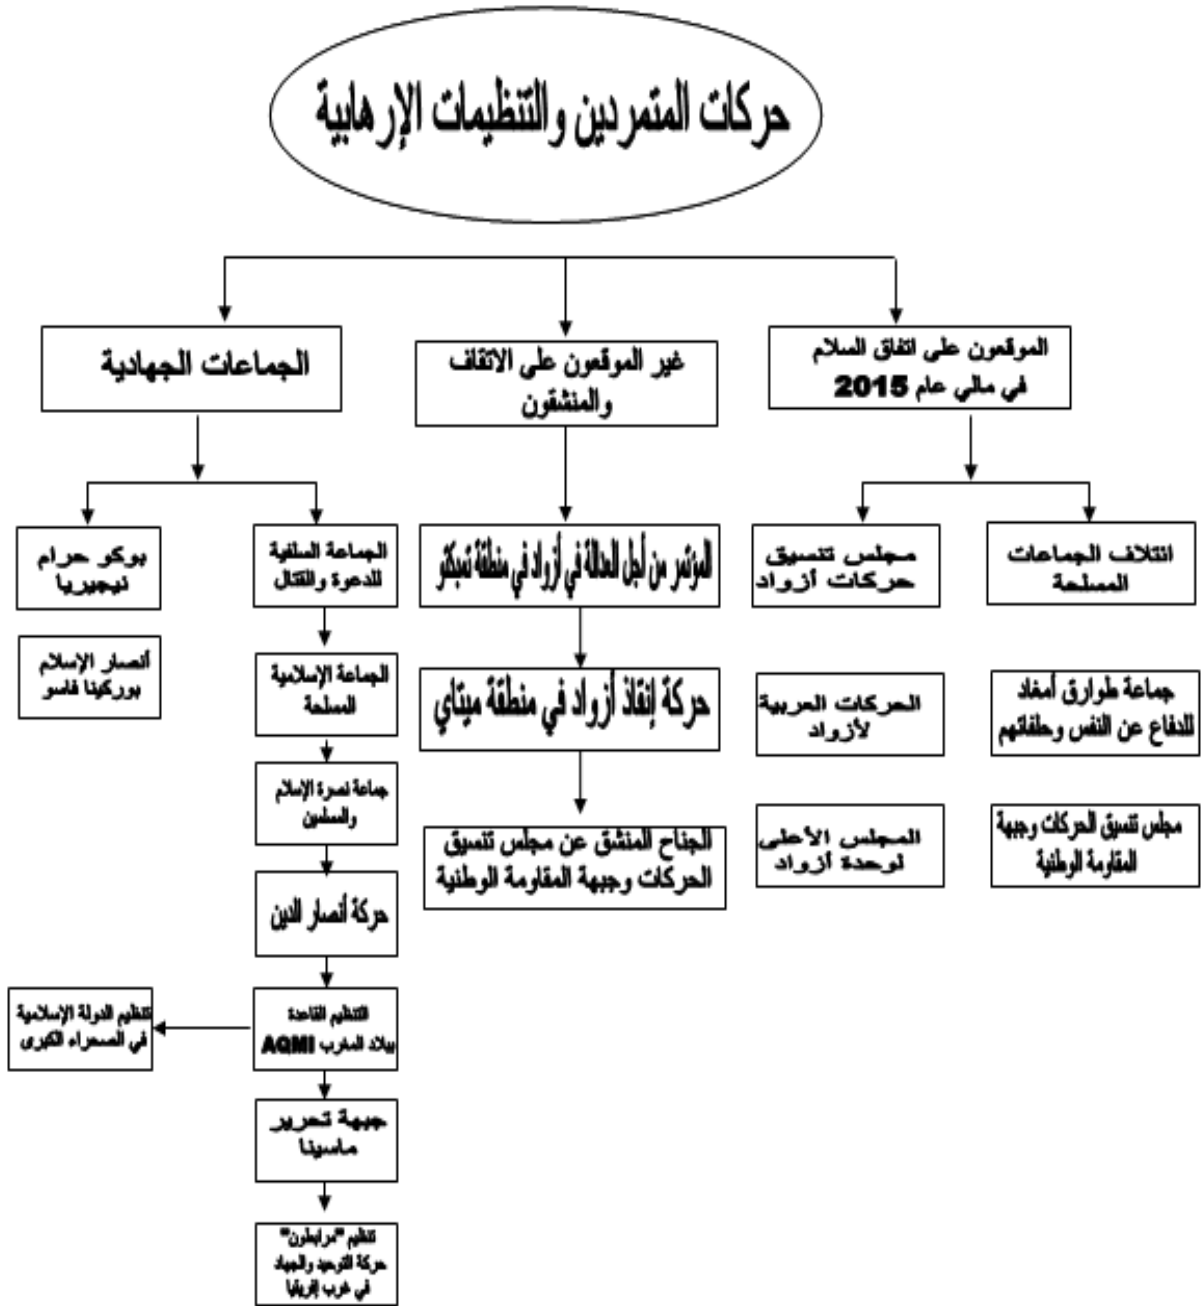 حركات المتمردين والتنظيمات الإرهابية
الموقعون على اتفاق السلام
في مالي عام 2015
غير الموقعون على الاتقاف
والمنشقون
الجماعات الجهادية
ائتلاف الجماعات
المسلحة
مجلس تنسيق
حركات أزواد
جماعة طوارق أمغاد
للدفاع عن النفس وحلفائهم
الحركات العربية
لأزواد
مجلس تنسيق الحركات وجبهة
المقاومة الوطنية
المجلس الأعلى
لوحدة أزواد
المؤتمر من أجل العدالة في أزواد في منطقة تمبكتو
حركة إنقاذ أزواد في منطقة ميتاي
الجناح المنشق عن مجلس تنسيق
الحركات وجبهة المقاومة الوطنية
الجماعة السلفية
للدعوة والقتال
الجماعة الإسلامية
المسلحة
جماعة نصرة الإسلام
والمسلمين
حركة أنصار الدين
التنظيم القاعدة
ببلاد المغرب AQMI
جبهة تحرير
ماسينا
تنظيم "مرابطون"
حركة التوحيد والجهاد
في غرب إفريقيا
بوكو حرام
نيجيريا
أنصار الإسلام
بوركينا فاسو
تنظيم الدولة الإسلامية
في الصحراء الكبرى